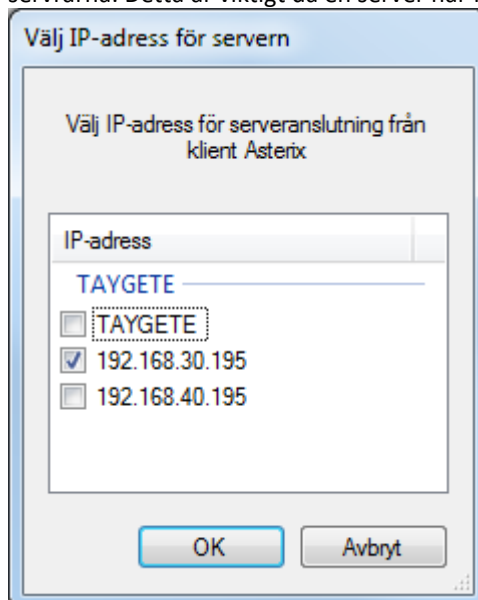 Välj IP-adress för servern
Välj IP-adress för serveranslutning från
klient Asterix
IP-adress
TAYGETE
TAYGETE
192.168.30.195
192.168.40.195
OK
Avbryt